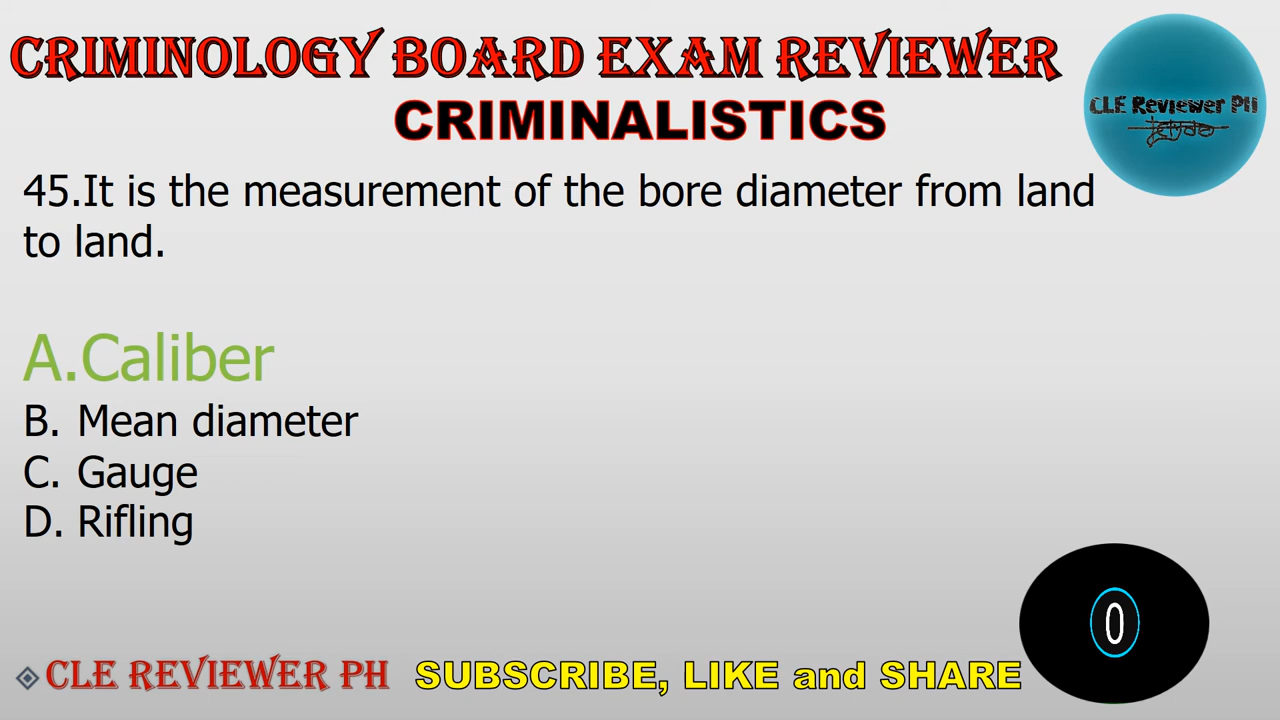 CRIMINOLOGY BOARD EXAM REVIEWER
CRIMINALISTICS
CLE Reviewer PH
45.It is the measurement of the bore diameter from land
to land.
A.Caliber
B. Mean diameter
C. Gauge
D. Rifling
0
CLE REVIEWER PH SUBSCRIBE, LIKE and SHARE